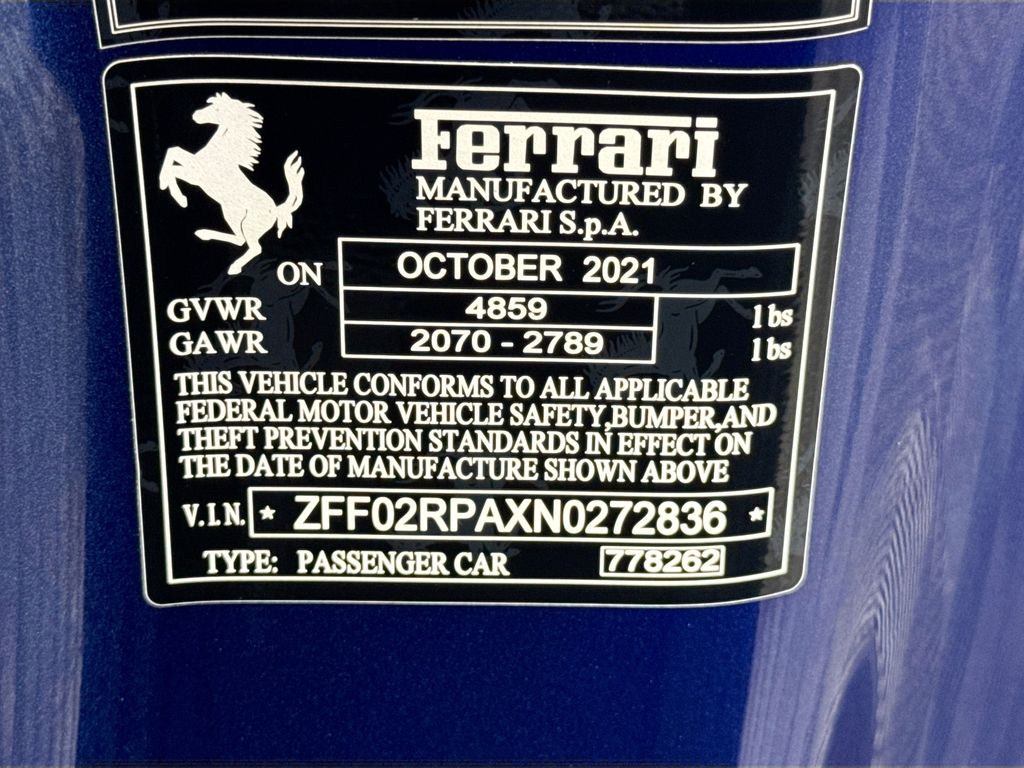 Ferrari
MANUFACTURED BY
FERRARI S.p.A.
ON OCTOBER 2021
GVWR 4859 lbs
GAWR 2070 - 2789 lbs
THIS VEHICLE CONFORMS TO ALL APPLICABLE
FEDERAL MOTOR VEHICLE SAFETY,BUMPER,AND
THEFT PREVENTION STANDARDS IN EFFECT ON
THE DATE OF MANUFACTURE SHOWN ABOVE
V.I.N. * ZFF02RPAXN0272836 *
TYPE: PASSENGER CAR 778262